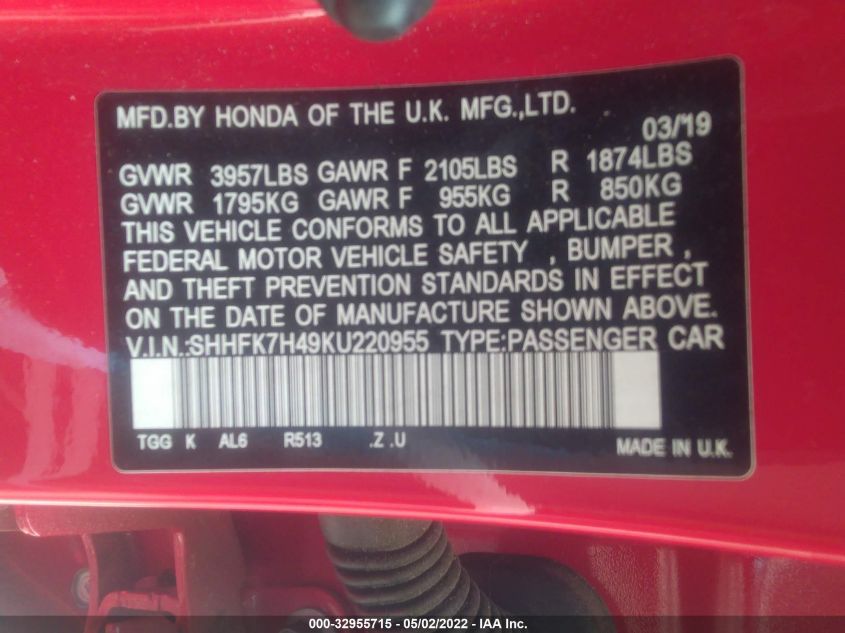 MFD.BY HONDA OF THE U.K. MFG.,LTD.
03/'19
GVWR 3957LBS GAWR F 2105LBS R 1874LBS
GVWR 1795KG GAWR F 955KG R 850KG
THIS VEHICLE CONFORMS TO ALL APPLICABLE
FEDERAL MOTOR VEHICLE SAFETY , BUMPER ,
AND THEFT PREVENTION STANDARDS IN EFFECT
ON THE DATE OF MANUFACTURE SHOWN ABOVE.
V.I.N.:SHHFK7H49KU220955 TYPE:PASSENGER CAR
TGG K AL6 R513 .Z .U
MADE IN U.K.
000-32955715 - 05/02/2022 - IAA Inc.